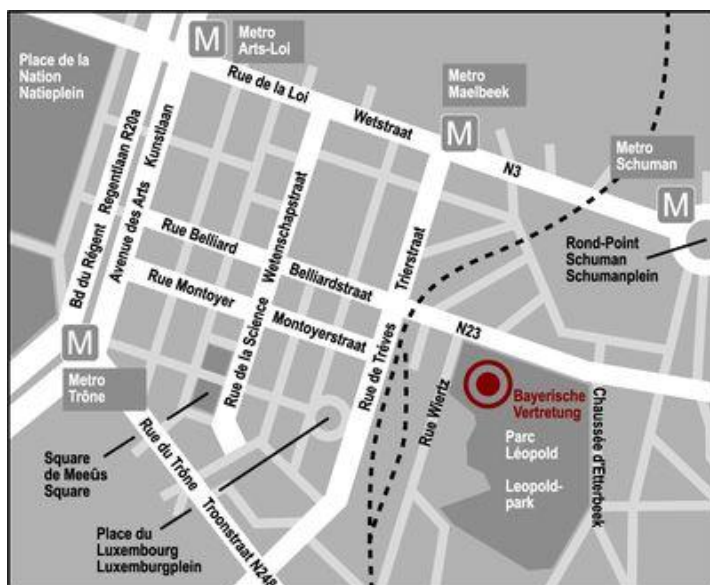 Place de la
Nation
Natieplein
M
Metro
Arts-Loi
Rue de la Loi
Wetstraat
Metro
Maelbeek
M
N3
Metro
Schuman
M
Rond-Point
Schuman
Schumanplein
Bd du Régent Regentlaan R20a
Avenue des Arts Kunstlaan
Rue Belliard
Belliardstraat
N23
Rue Montoyer
Montoyerstraat
Rue de la Science Wetenschapstraat
Rue de Tréves Trierstraat
M
Metro
Trône
Rue du Trône Troonstraat N248
Square
de Meeûs
Square
Place du
Luxembourg
Luxemburgplein
Rue Wiertz
Bayerische
Vertretung
Parc
Léopold
Leopold-
park
Chaussée d'Etterbeek